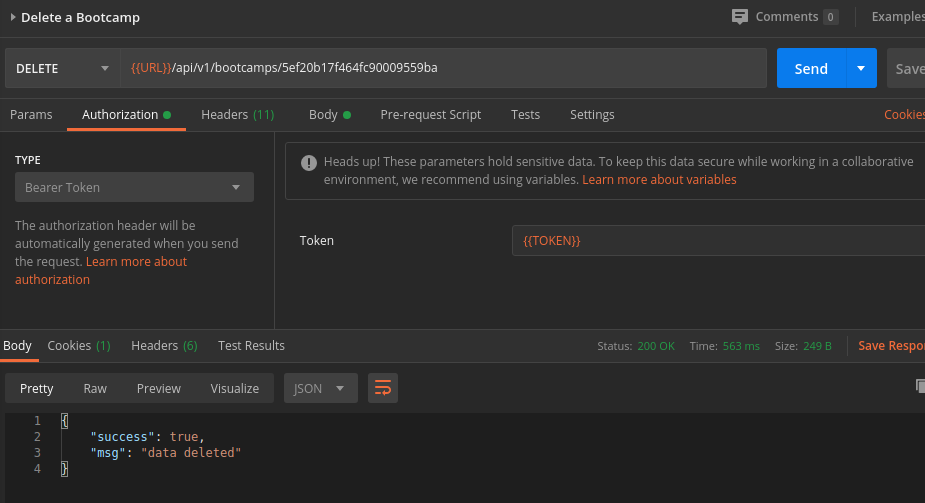 Delete a Bootcamp
Comments 0
Examples
DELETE
{{URL}}/api/v1/bootcamps/5ef20b17f464fc90009559ba
Send
Save
Params
Authorization
Headers (11)
Body
Pre-request Script
Tests
Settings
Cookies
TYPE
Bearer Token
The authorization header will be
automatically generated when you send
the request. Learn more about
authorization
Heads up! These parameters hold sensitive data. To keep this data secure while working in a collaborative
environment, we recommend using variables. Learn more about variables
Token
{{TOKEN}}
Body
Cookies (1)
Headers (6)
Test Results
Status: 200 OK
Time: 563 ms
Size: 249 B
Save Respo
Pretty
Raw
Preview
Visualize
JSON
1 {
2 "success": true,
3 "msg": "data deleted"
4 }